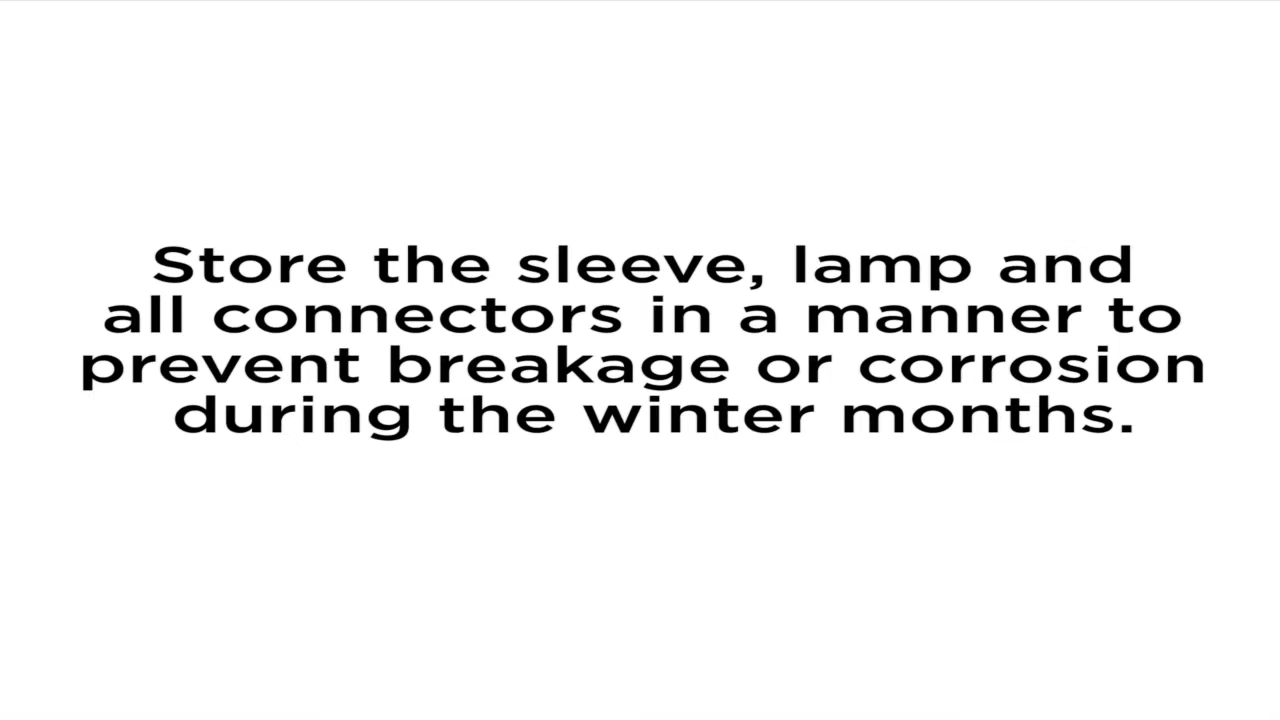 Store the sleeve, lamp and
all connectors in a manner to
prevent breakage or corrosion
during the winter months.